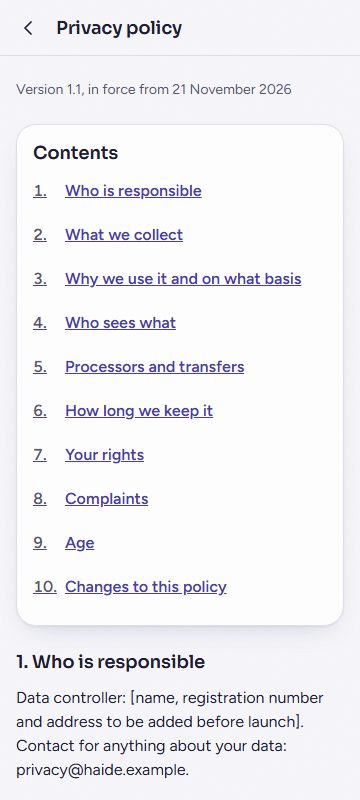 Privacy policy
Version 1.1, in force from 21 November 2026
Contents
1. Who is responsible
2. What we collect
3. Why we use it and on what basis
4. Who sees what
5. Processors and transfers
6. How long we keep it
7. Your rights
8. Complaints
9. Age
10. Changes to this policy
1. Who is responsible
Data controller: [name, registration number
and address to be added before launch].
Contact for anything about your data:
privacy@haide.example.